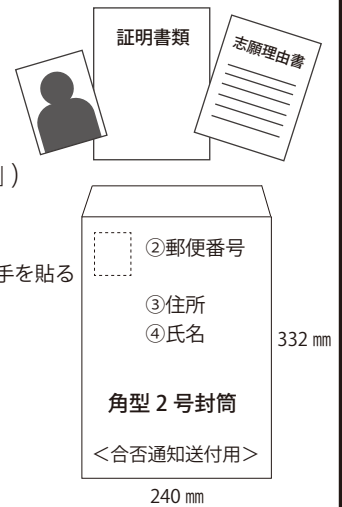 証明書類
志願理由書
」)
②郵便番号
手を貼る
③住所
④氏名
332 ㎜
角型 2 号封筒
＜合否通知送付用＞
240 ㎜